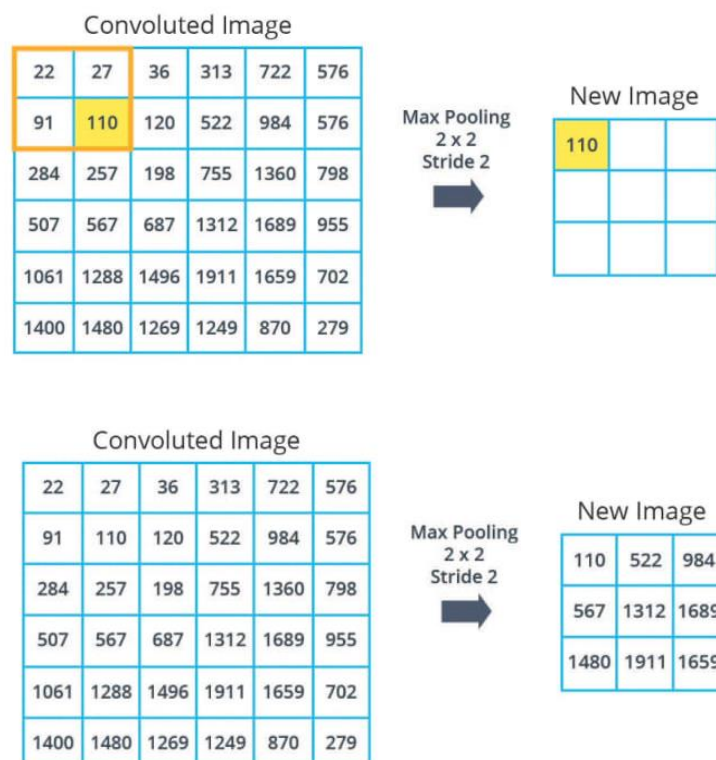 Convoluted Image
22 27 36 313 722 576
91 110 120 522 984 576
284 257 198 755 1360 798
507 567 687 1312 1689 955
1061 1288 1496 1911 1659 702
1400 1480 1269 1249 870 279
Max Pooling
2 x 2
Stride 2
New Image
110
Convoluted Image
22 27 36 313 722 576
91 110 120 522 984 576
284 257 198 755 1360 798
507 567 687 1312 1689 955
1061 1288 1496 1911 1659 702
1400 1480 1269 1249 870 279
Max Pooling
2 x 2
Stride 2
New Image
110 522 984
567 1312 1689
1480 1911 1659